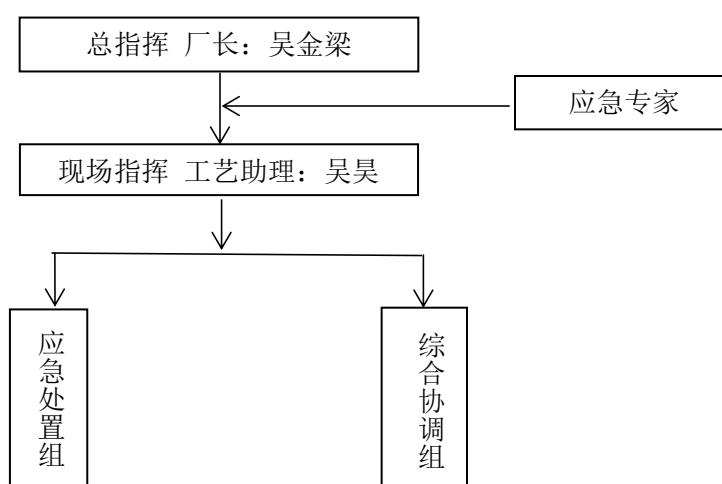 总指挥 厂长：吴金梁
应急专家
现场指挥 工艺助理：吴昊
应急处置组
综合协调组